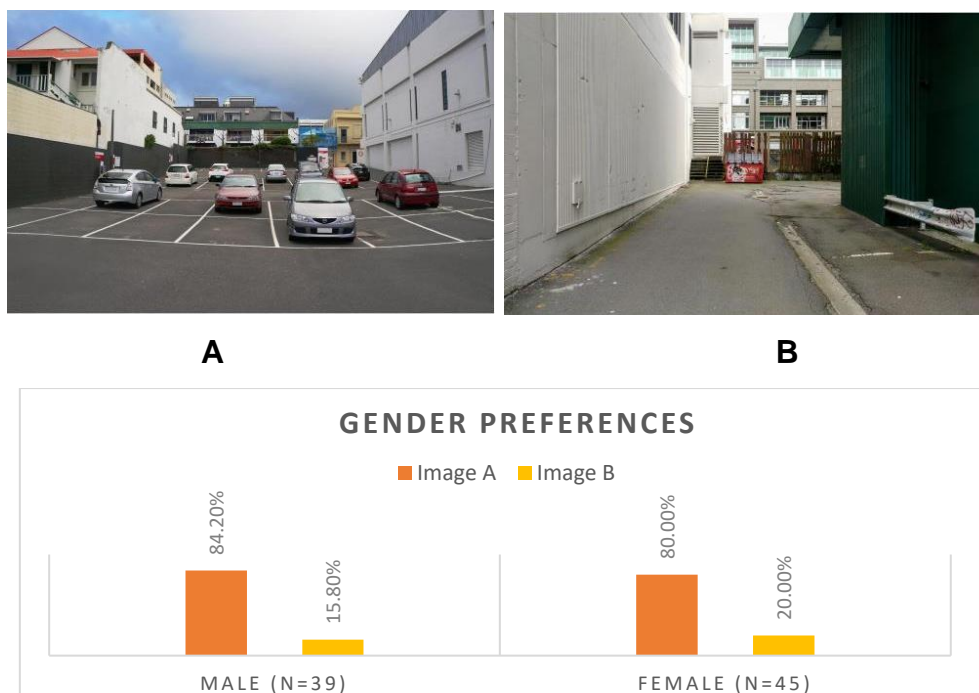 A
B
GENDER PREFERENCES
Image A Image B
84.20%
15.80%
80.00%
20.00%
MALE (N=39)
FEMALE (N=45)